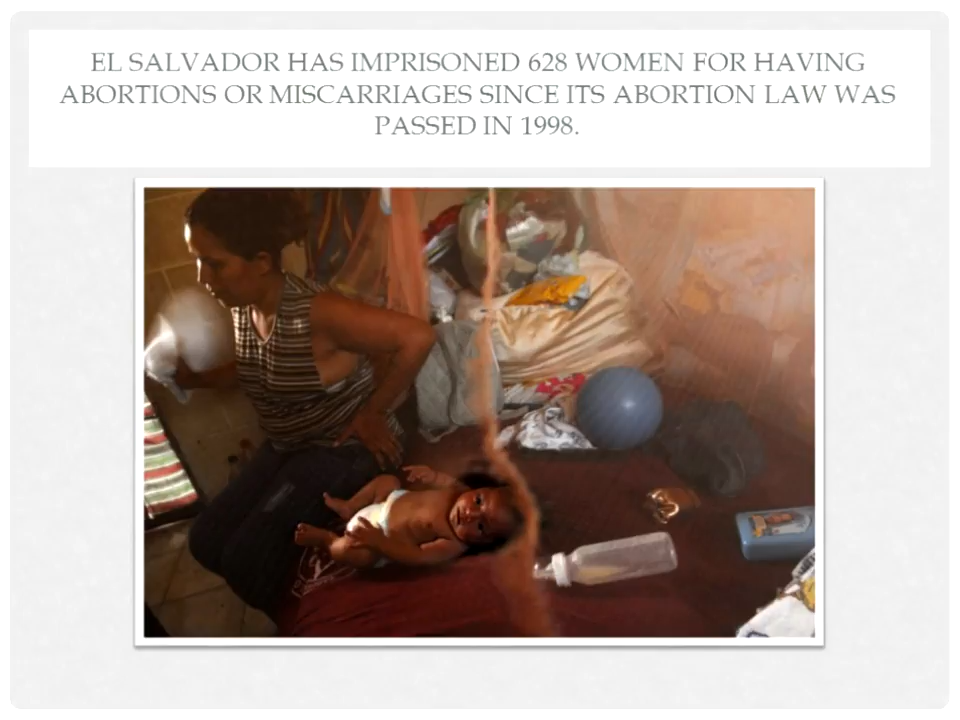 EL SALVADOR HAS IMPRISONED 628 WOMEN FOR HAVING
ABORTIONS OR MISCARRIAGES SINCE ITS ABORTION LAW WAS
PASSED IN 1998.